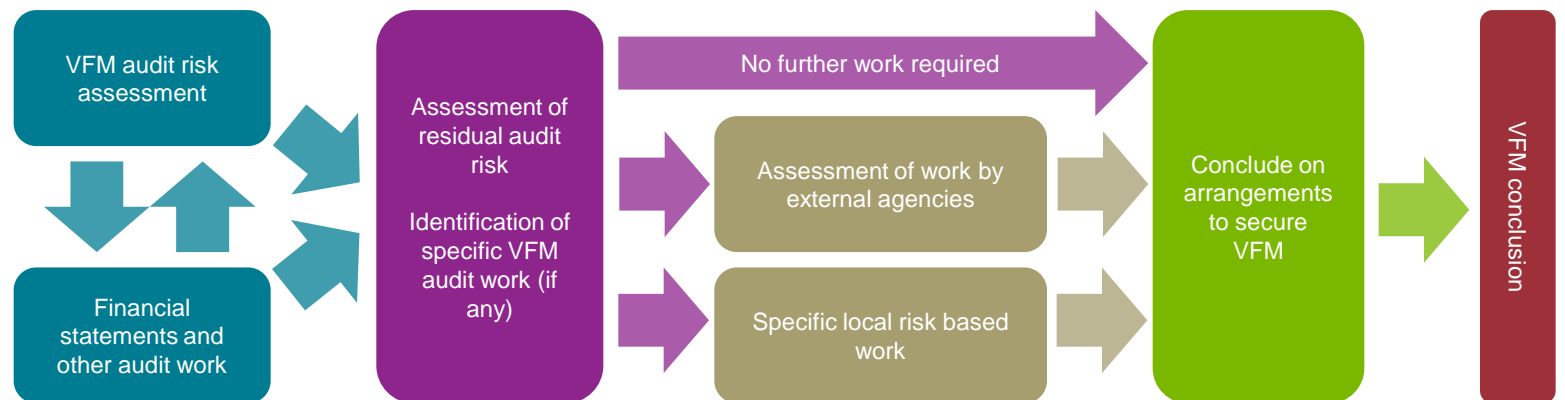 VFM audit risk
assessment
Financial
statements and
other audit work
Assessment of
residual audit
risk
Identification of
specific VFM
audit work (if
any)
No further work required
Assessment of work by
external agencies
Specific local risk based
work
Conclude on
arrangements
to secure
VFM
VFM conclusion